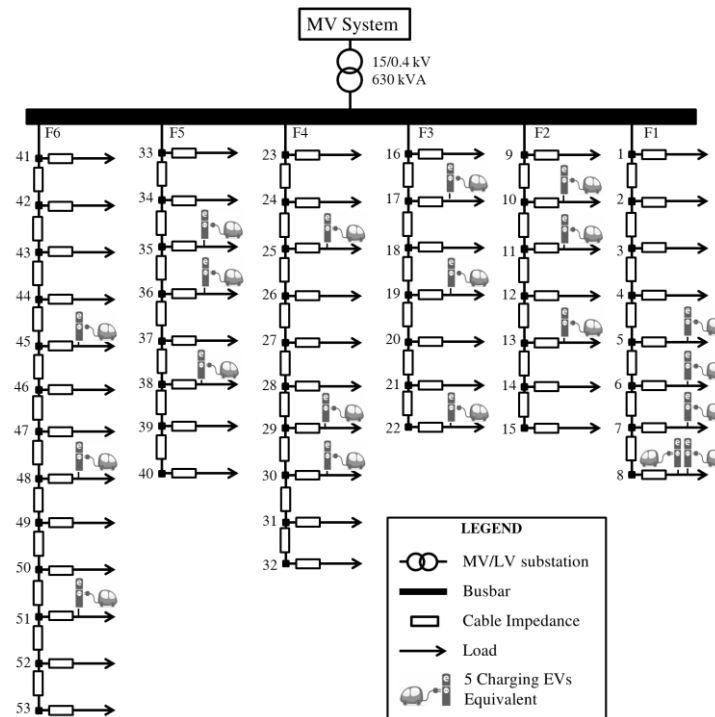 MV System
15/0.4 kV
630 kVA
F6 F5 F4 F3 F2 F1
41 33 23 16 9 1
42 34 24 17 10 2
43 35 25 18 11 3
44 36 26 19 12 4
45 37 27 20 13 5
46 38 28 21 14 6
47 39 29 22 15 7
48 40 30 8
49 31
50 32
51
52
53
LEGEND
MV/LV substation
Busbar
Cable Impedance
Load
5 Charging EVs
Equivalent